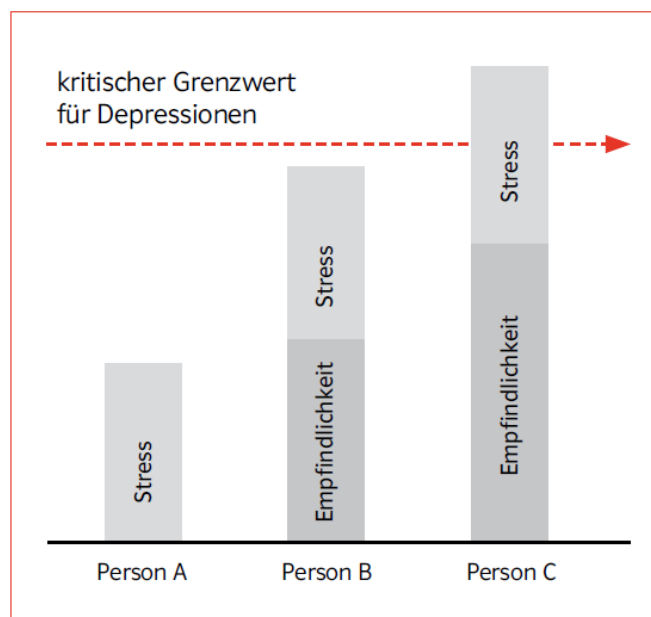 kritischer Grenzwert
für Depressionen
Stress
Stress
Empfindlichkeit
Stress
Empfindlichkeit
Person A
Person B
Person C